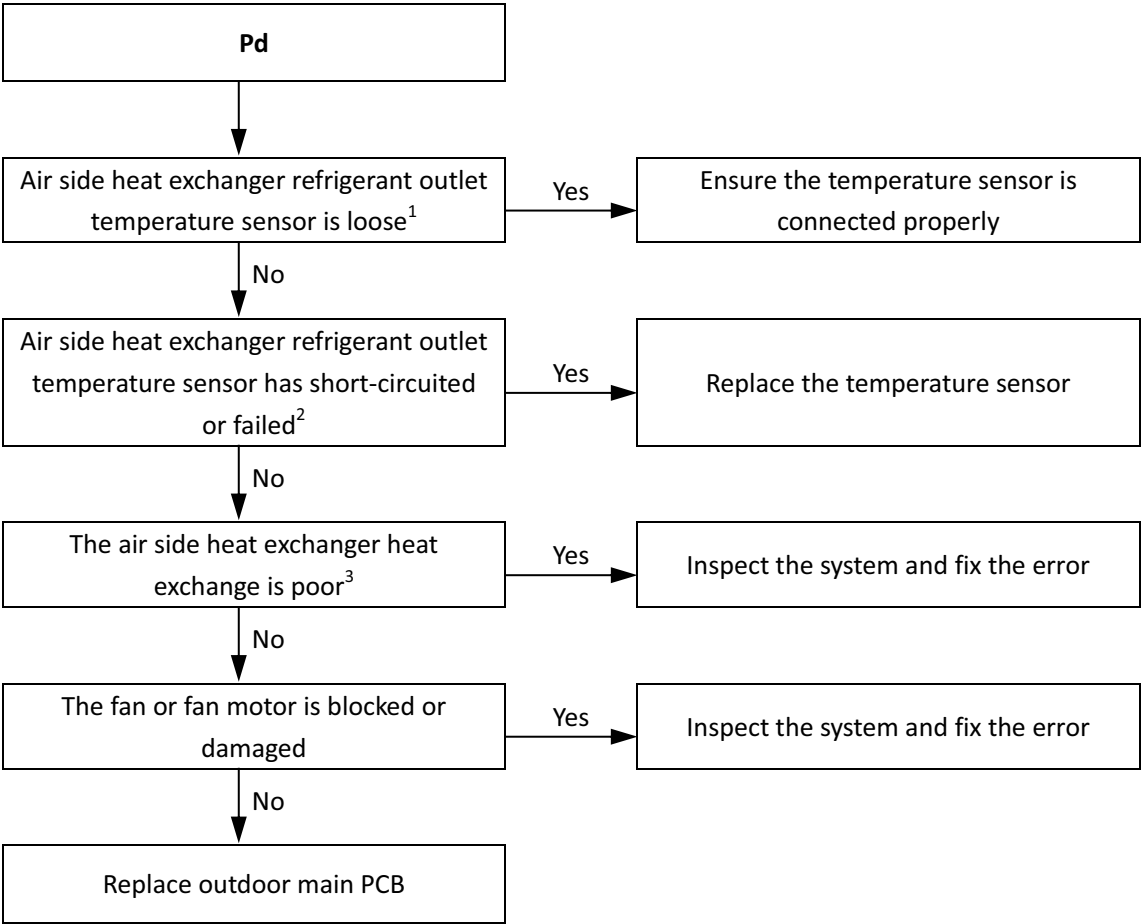 Pd
Air side heat exchanger refrigerant outlet
temperature sensor is loose¹
Yes
Ensure the temperature sensor is
connected properly
No
Air side heat exchanger refrigerant outlet
temperature sensor has short-circuited
or failed²
Yes
Replace the temperature sensor
No
The air side heat exchanger heat
exchange is poor³
Yes
Inspect the system and fix the error
No
The fan or fan motor is blocked or
damaged
Yes
Inspect the system and fix the error
No
Replace outdoor main PCB